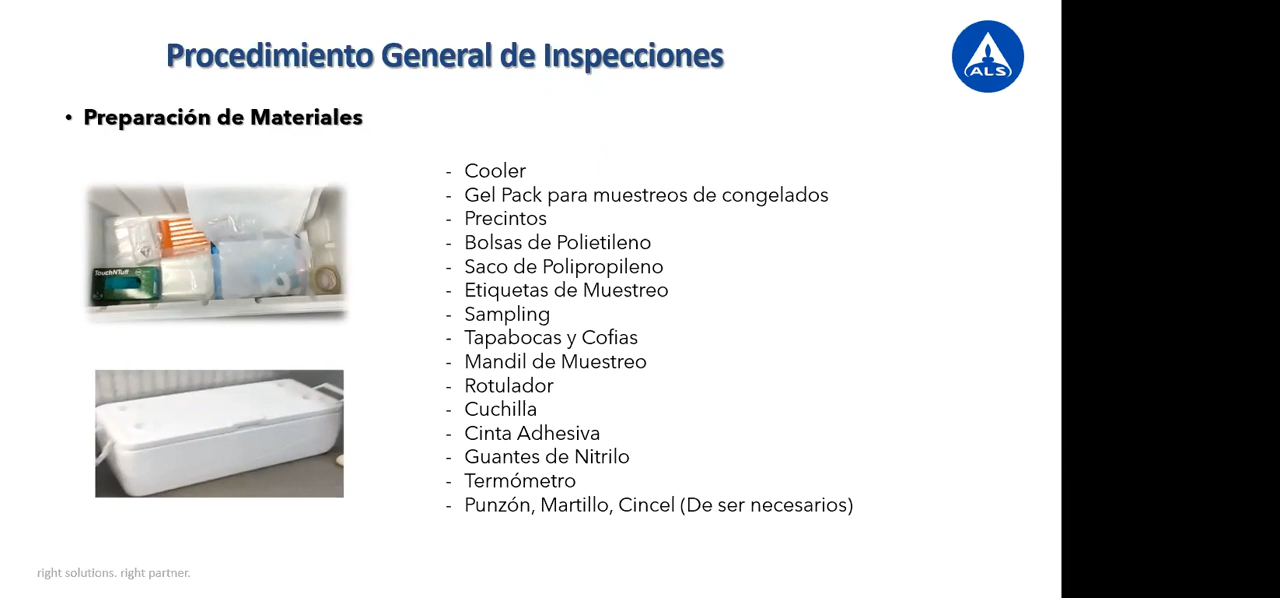 Procedimiento General de Inspecciones
ALS
• Preparación de Materiales
- Cooler
- Gel Pack para muestreos de congelados
- Precintos
- Bolsas de Polietileno
- Saco de Polipropileno
- Etiquetas de Muestreo
- Sampling
- Tapabocas y Cofias
- Mandil de Muestreo
- Rotulador
- Cuchilla
- Cinta Adhesiva
- Guantes de Nitrilo
- Termómetro
- Punzón, Martillo, Cincel (De ser necesarios)
TouchNTuff
right solutions. right partner.